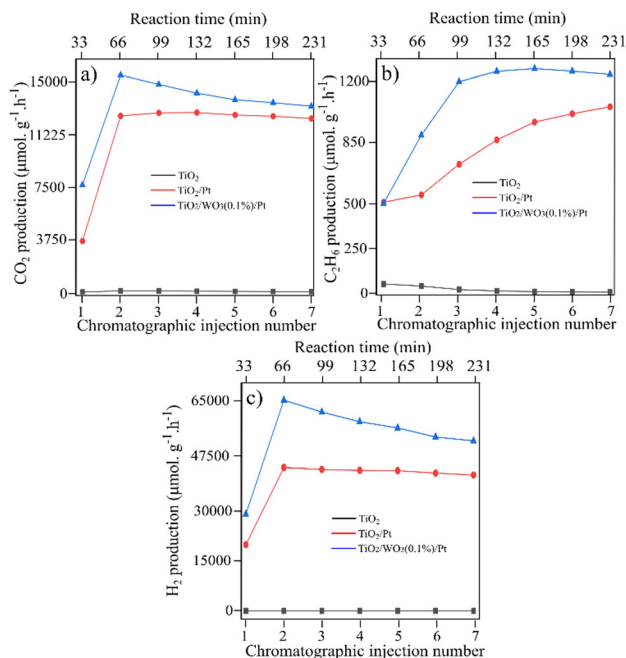 Reaction time (min)
33 66 99 132 165 198 231
a)
CO₂ production (μmol. g⁻¹.h⁻¹)
15000
11225
7500
3750
0
TiO₂
TiO₂/Pt
TiO₂/WO₃(0.1%)/Pt
1 2 3 4 5 6 7
Chromatographic injection number
Reaction time (min)
33 66 99 132 165 198 231
b)
C₂H₆ production (μmol. g⁻¹.h⁻¹)
1200
850
500
250
0
TiO₂
TiO₂/Pt
TiO₂/WO₃(0.1%)/Pt
1 2 3 4 5 6 7
Chromatographic injection number
Reaction time (min)
33 66 99 132 165 198 231
c)
H₂ production (μmol. g⁻¹.h⁻¹)
65000
47500
30000
15000
0
TiO₂
TiO₂/Pt
TiO₂/WO₃(0.1%)/Pt
1 2 3 4 5 6 7
Chromatographic injection number